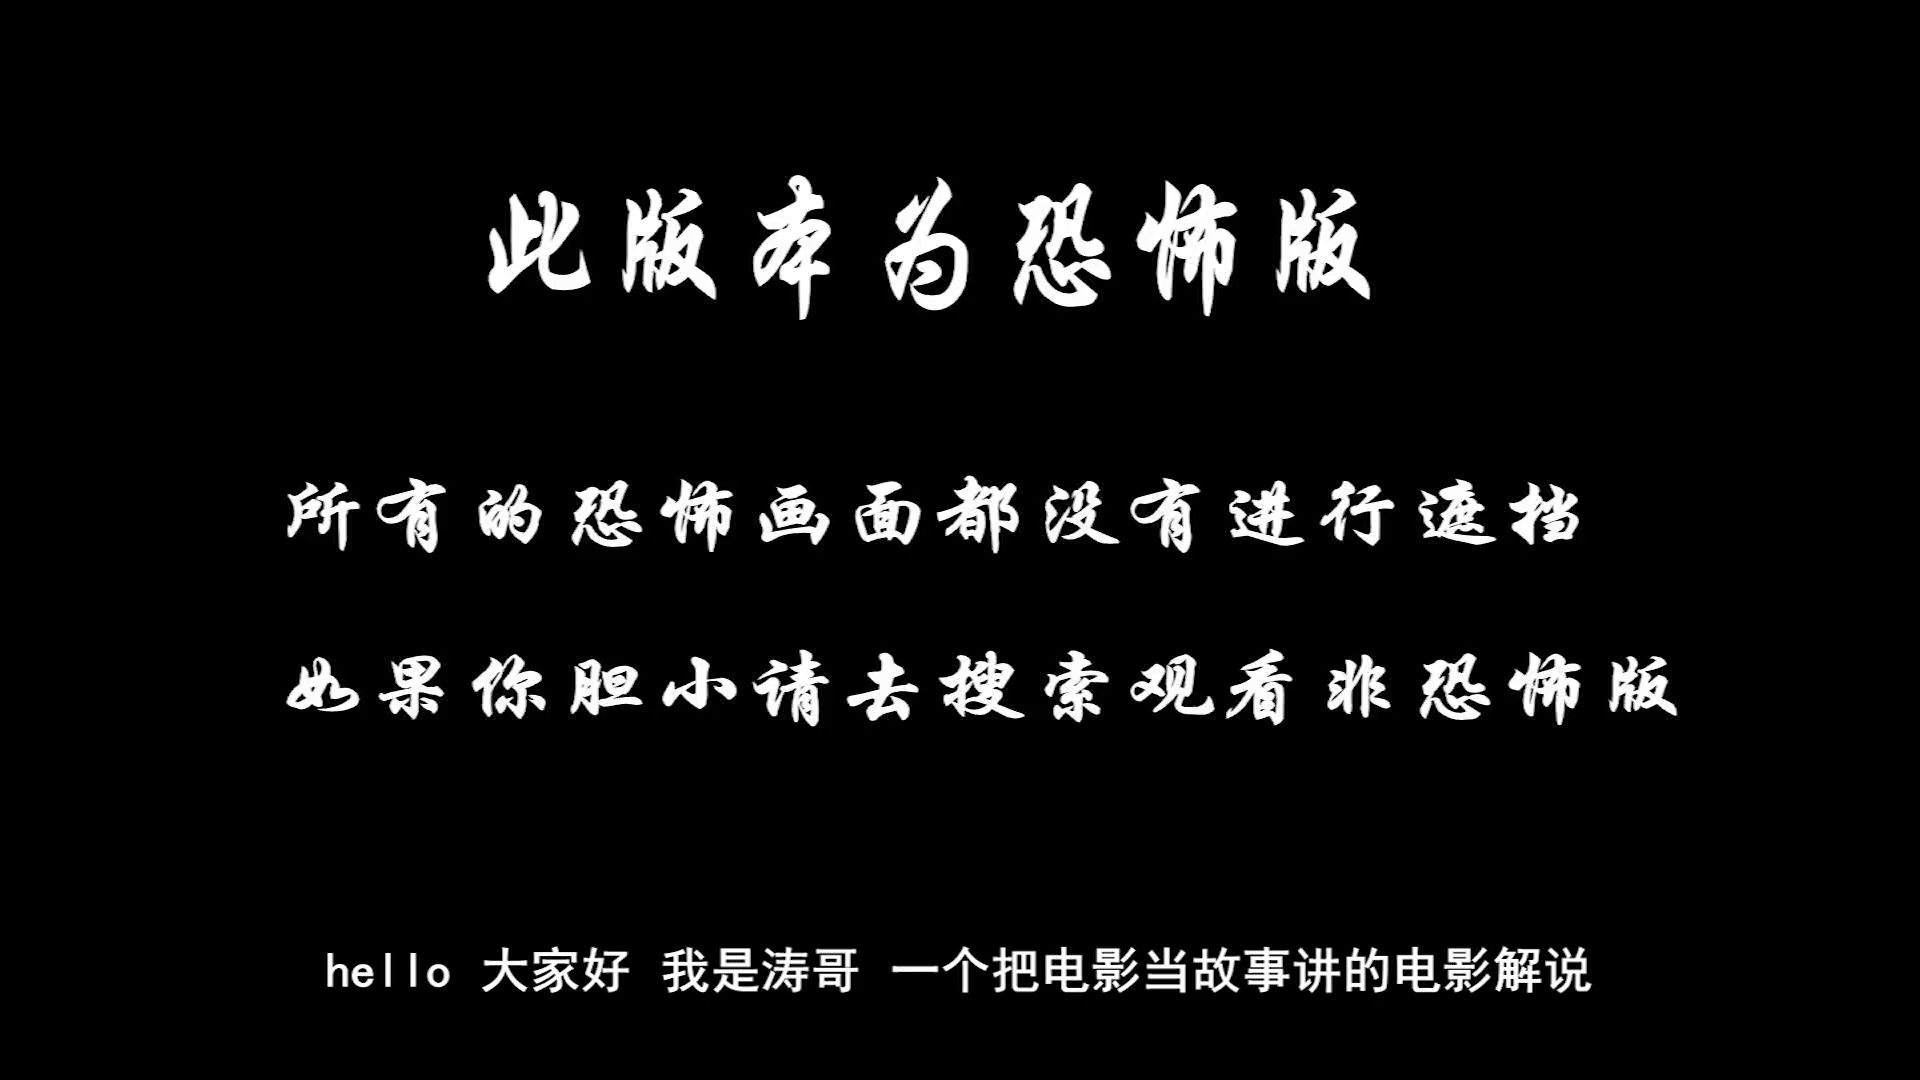 此版本为恐怖版
所有的恐怖画面都没有进行遮挡
如果你胆小请去搜索观看非恐怖版
hello 大家好 我是涛哥 一个把电影当故事讲的电影解说